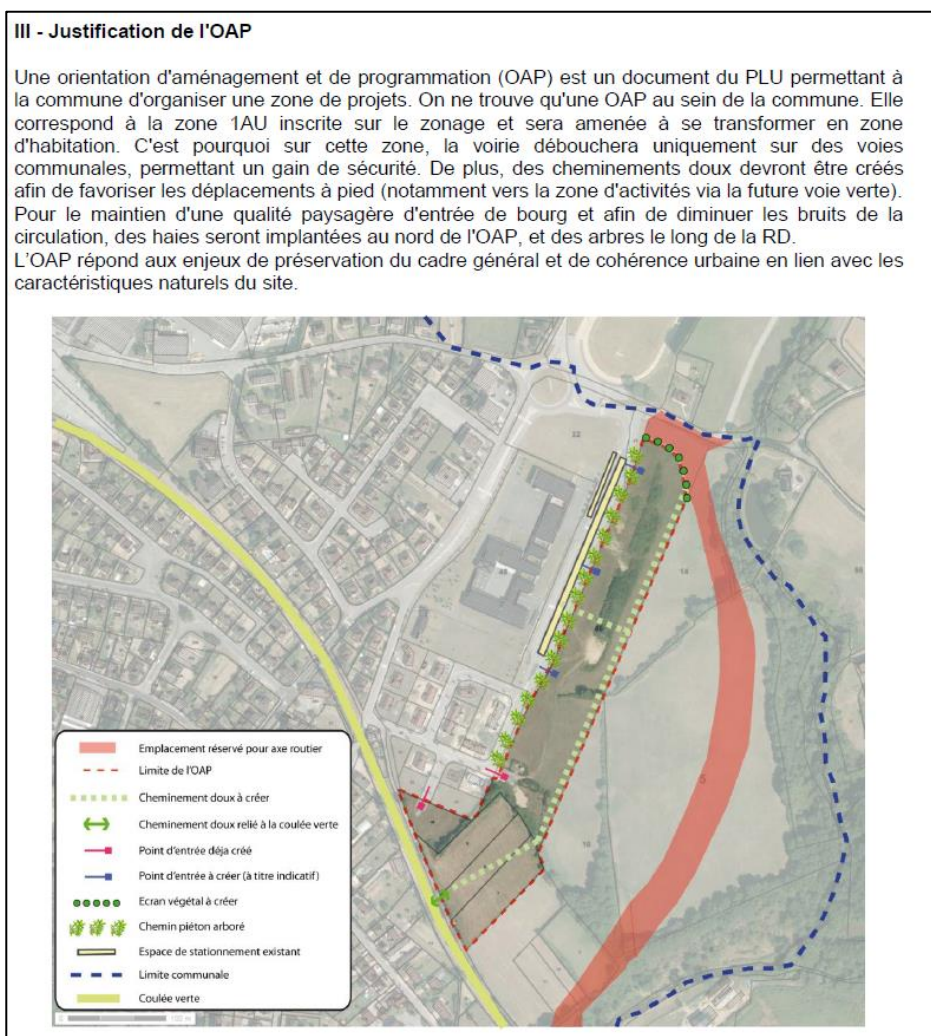 III - Justification de l'OAP
Une orientation d'aménagement et de programmation (OAP) est un document du PLU permettant à
la commune d'organiser une zone de projets. On ne trouve qu'une OAP au sein de la commune. Elle
correspond à la zone 1AU inscrite sur le zonage et sera amenée à se transformer en zone
d'habitation. C'est pourquoi sur cette zone, la voirie débouchera uniquement sur des voies
communales, permettant un gain de sécurité. De plus, des cheminements doux devront être créés
afin de favoriser les déplacements à pied (notamment vers la zone d'activités via la future voie verte).
Pour le maintien d'une qualité paysagère d'entrée de bourg et afin de diminuer les bruits de la
circulation, des haies seront implantées au nord de l'OAP, et des arbres le long de la RD.
L'OAP répond aux enjeux de préservation du cadre général et de cohérence urbaine en lien avec les
caractéristiques naturels du site.
Emplacement réservé pour axe routier
Limite de l'OAP
Cheminement doux à créer
Cheminement doux relié à la coulée verte
Point d'entrée déja créé
Point d'entrée à créer (à titre indicatif)
Ecran végétal à créer
Chemin piéton arboré
Espace de stationnement existant
Limite communale
Coulée verte